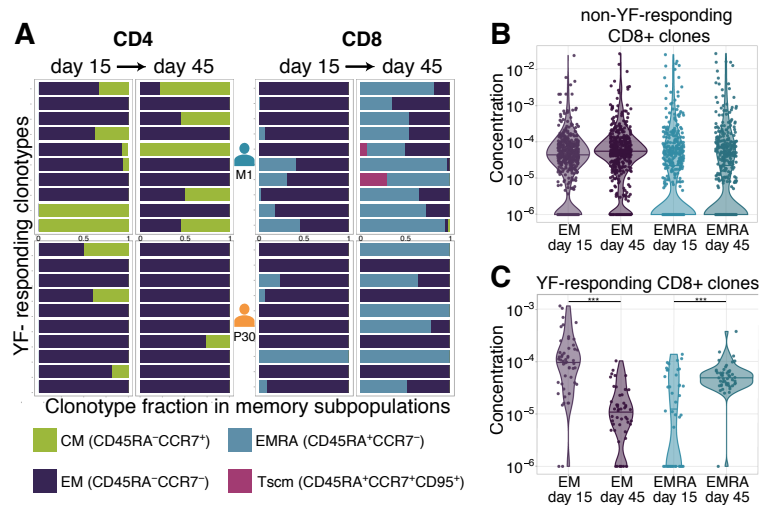 A
CD4
CD8
day 15 → day 45
day 15 → day 45
YF- responding clonotypes
M1
0 0.5 1
0 0.5 1
0 0.5 1.
0 0.5 1
P30
Clonotype fraction in memory subpopulations
CM (CD45RA⁻CCR7⁺)
EMRA (CD45RA⁺CCR7⁻)
EM (CD45RA⁻CCR7⁻)
Tscm (CD45RA⁺CCR7⁺CD95⁺)
B
non-YF-responding
CD8+ clones
Concentration
10⁻²
10⁻³
10⁻⁴
10⁻⁵
10⁻⁶
EM EM EMRA EMRA
day 15 day 45 day 15 day 45
C
YF-responding CD8+ clones
*** ***
Concentration
10⁻³
10⁻⁴
10⁻⁵
10⁻⁶
EM EM EMRA EMRA
day 15 day 45 day 15 day 45